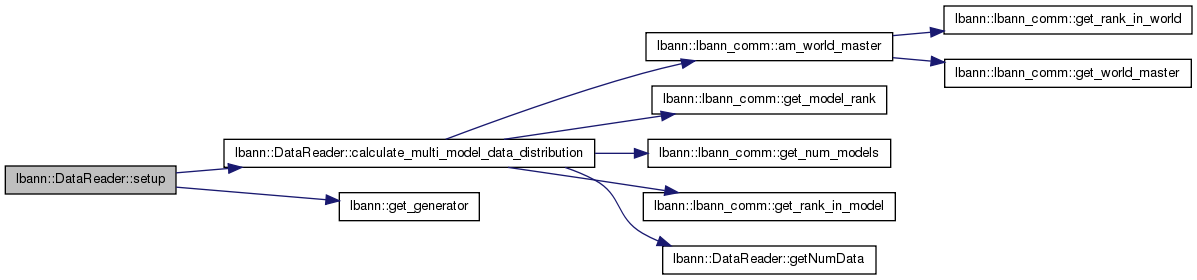 lbann::DataReader::setup
lbann::DataReader::calculate_multi_model_data_distribution
lbann::get_generator
lbann::lbann_comm::am_world_master
lbann::lbann_comm::get_model_rank
lbann::lbann_comm::get_num_models
lbann::lbann_comm::get_rank_in_model
lbann::DataReader::getNumData
lbann::lbann_comm::get_rank_in_world
lbann::lbann_comm::get_world_master